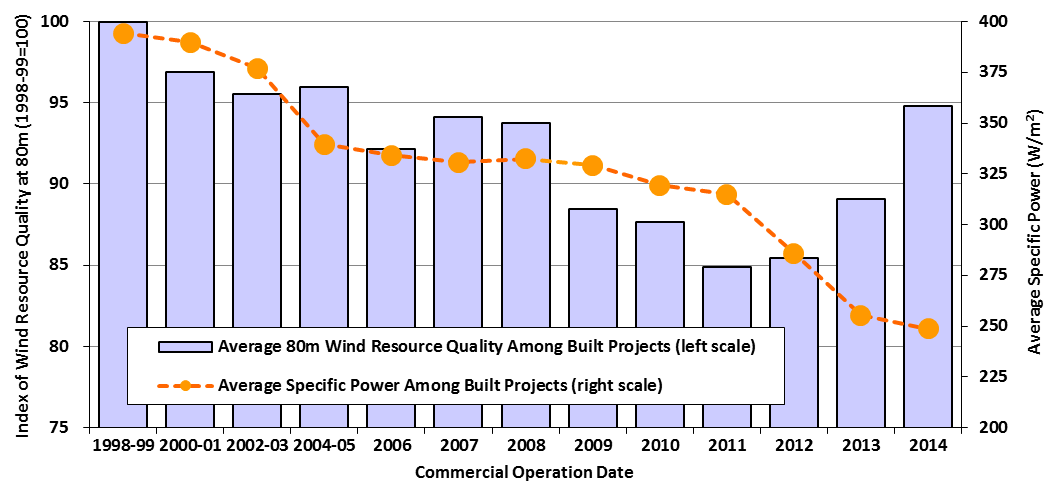 Index of Wind Resource Quality at 80m (1998-99=100)
100
95
90
85
80
75
400
375
350
325
300
275
250
225
200
Average Specific Power (W/m²)
Average 80m Wind Resource Quality Among Built Projects (left scale)
Average Specific Power Among Built Projects (right scale)
1998-99 2000-01 2002-03 2004-05 2006 2007 2008 2009 2010 2011 2012 2013 2014
Commercial Operation Date